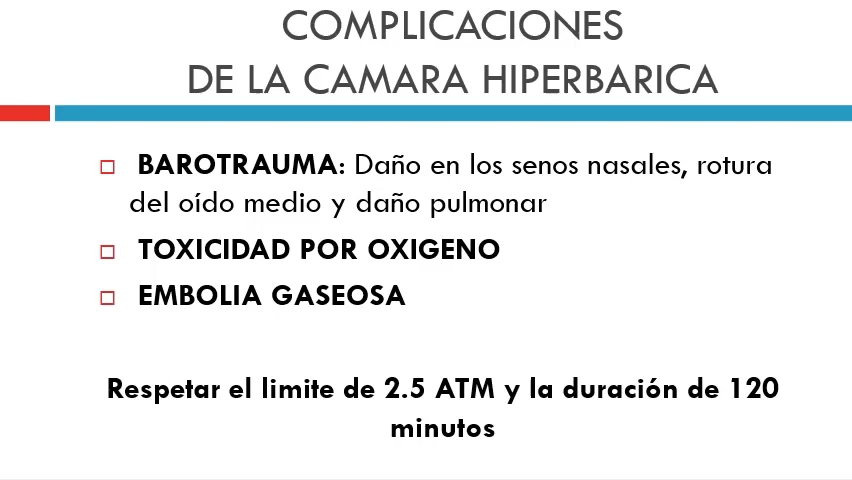 COMPLICACIONES
DE LA CAMARA HIPERBARICA
BAROTRAUMA: Daño en los senos nasales, rotura
del oído medio y daño pulmonar
TOXICIDAD POR OXIGENO
EMBOLIA GASEOSA
Respetar el limite de 2.5 ATM y la duración de 120
minutos